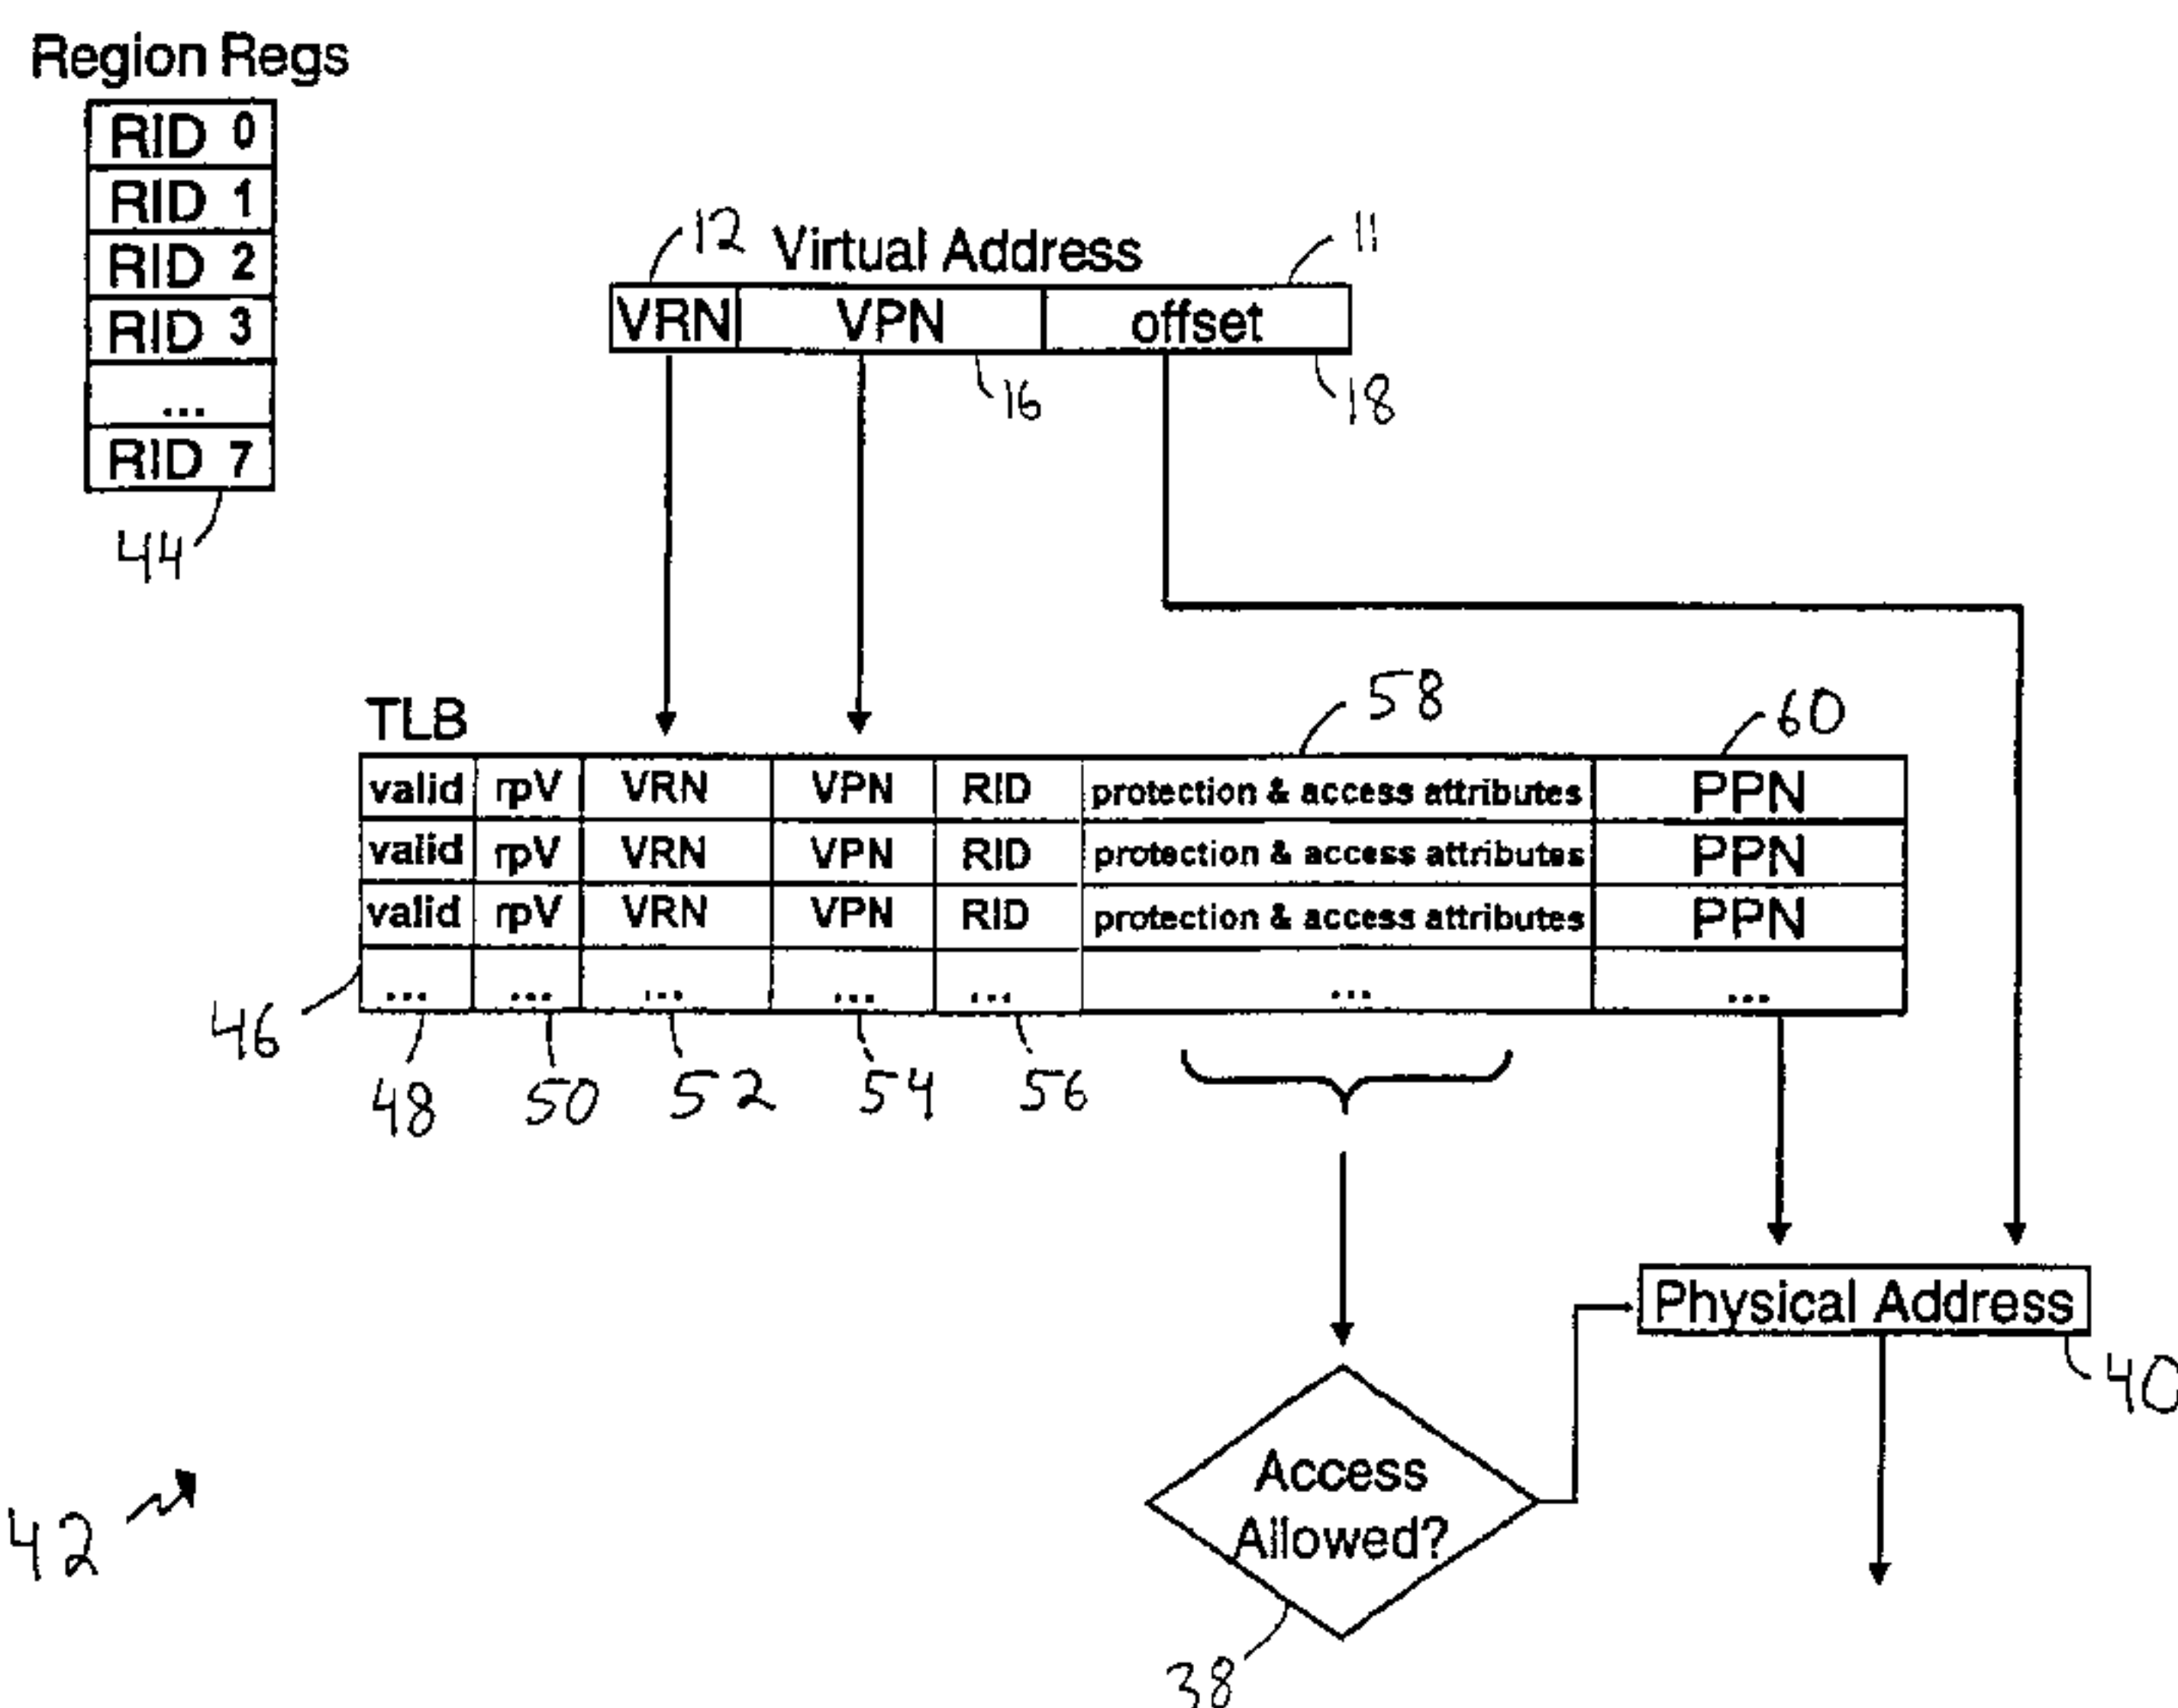 Region Regs
RID 0
RID 1
RID 2
RID 3
...
RID 7
44
12 Virtual Address 11
VRN VPN offset
16 18
58 60
TLB
valid rpV VRN VPN RID protection & access attributes PPN
valid rpV VRN VPN RID protection & access attributes PPN
valid rpV VRN VPN RID protection & access attributes PPN
... ... ... ... ... ... ...
46
48 50 52 54 56
Physical Address
40
Access
Allowed?
42
38